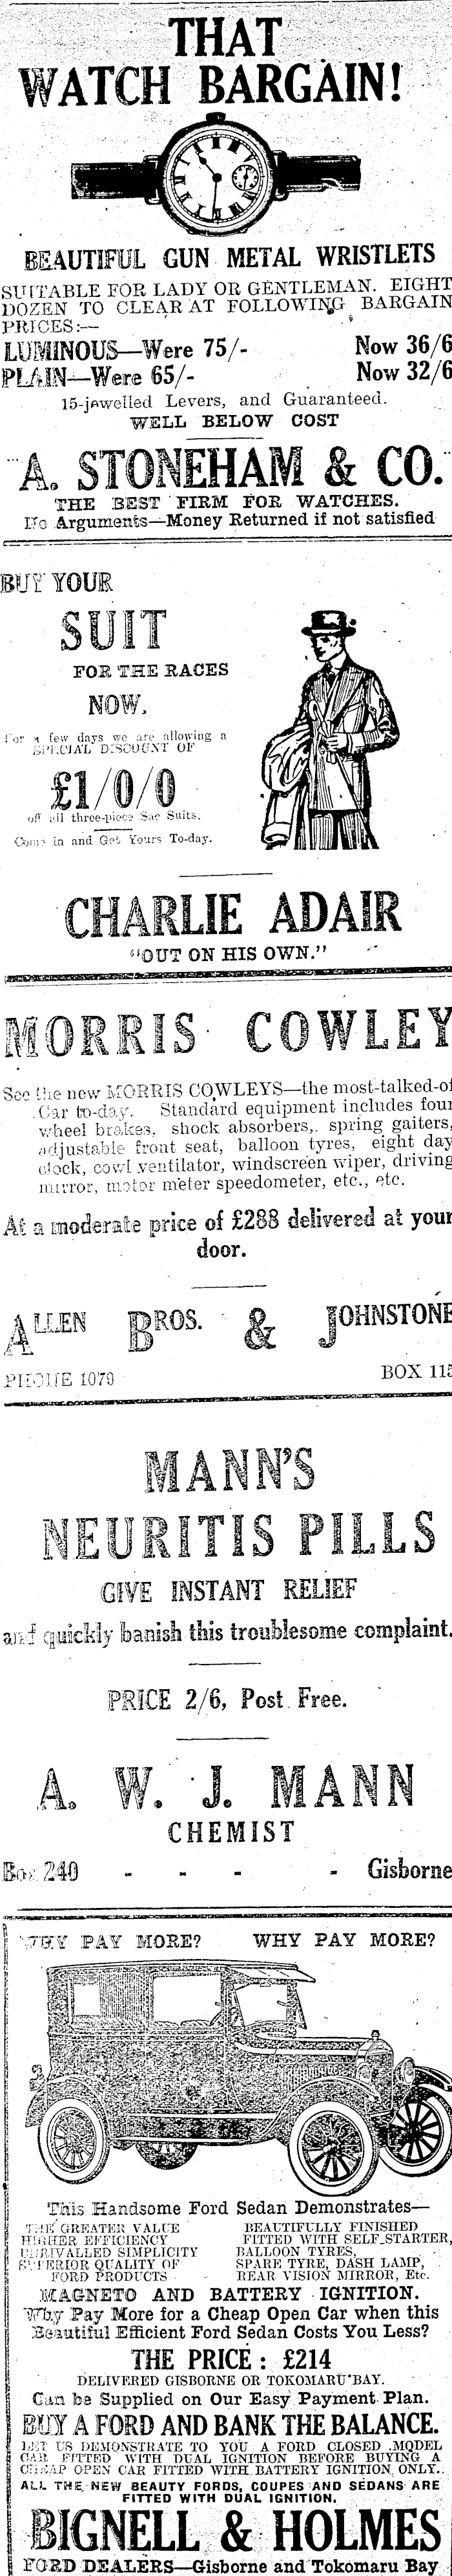 THAT
WATCH BARGAIN!
BEAUTIFUL GUN METAL WRISTLETS
SUITABLE FOR LADY OR GENTLEMAN. EIGHT
DOZEN TO CLEAR AT FOLLOWING BARGAIN
PRICES:—
LUMINOUS—Were 75/- Now 36/6
PLAIN—Were 65/- Now 32/6
15-jewelled Levers, and Guaranteed.
WELL BELOW COST
A. STONEHAM & CO.
THE BEST FIRM FOR WATCHES.
No Arguments—Money Returned if not satisfied
BUY YOUR
SUIT
FOR THE RACES
NOW.
For a few days we are allowing a
SPECIAL DISCOUNT OF
£1/0/0
off all three-piece Sac Suits.
Come in and Get Yours To-day.
CHARLIE ADAIR
"OUT ON HIS OWN."
MORRIS COWLEY
See the new MORRIS COWLEYS—the most-talked-of
Car to-day. Standard equipment includes four
wheel brakes, shock absorbers, spring gaiters,
adjustable front seat, balloon tyres, eight day
clock, cowl ventilator, windscreen wiper, driving
mirror, motor meter speedometer, etc., etc.
At a moderate price of £288 delivered at your
door.
ALLEN BROS. & JOHNSTONE
PHONE 1079 BOX 115
MANN'S
NEURITIS PILLS
GIVE INSTANT RELIEF
and quickly banish this troublesome complaint.
PRICE 2/6, Post Free.
A. W. J. MANN
CHEMIST
Box 240 - - - - Gisborne
WHY PAY MORE? WHY PAY MORE?
This Handsome Ford Sedan Demonstrates—
THE GREATER VALUE
HIGHER EFFICIENCY
UNRIVALLED SIMPLICITY
SUPERIOR QUALITY OF
FORD PRODUCTS
BEAUTIFULLY FINISHED
FITTED WITH SELF-STARTER,
BALLOON TYRES,
SPARE TYRE, DASH LAMP,
REAR VISION MIRROR, Etc.
MAGNETO AND BATTERY IGNITION.
Why Pay More for a Cheap Open Car when this
Beautiful Efficient Ford Sedan Costs You Less?
THE PRICE: £214
DELIVERED GISBORNE OR TOKOMARU BAY.
Can be Supplied on Our Easy Payment Plan.
BUY A FORD AND BANK THE BALANCE.
LET US DEMONSTRATE TO YOU A FORD CLOSED MODEL
CAR FITTED WITH DUAL IGNITION BEFORE BUYING A
CHEAP OPEN CAR FITTED WITH BATTERY IGNITION ONLY.
ALL THE NEW BEAUTY FORDS, COUPES AND SEDANS ARE
FITTED WITH DUAL IGNITION.
BIGNELL & HOLMES
FORD DEALERS—Gisborne and Tokomaru Bay